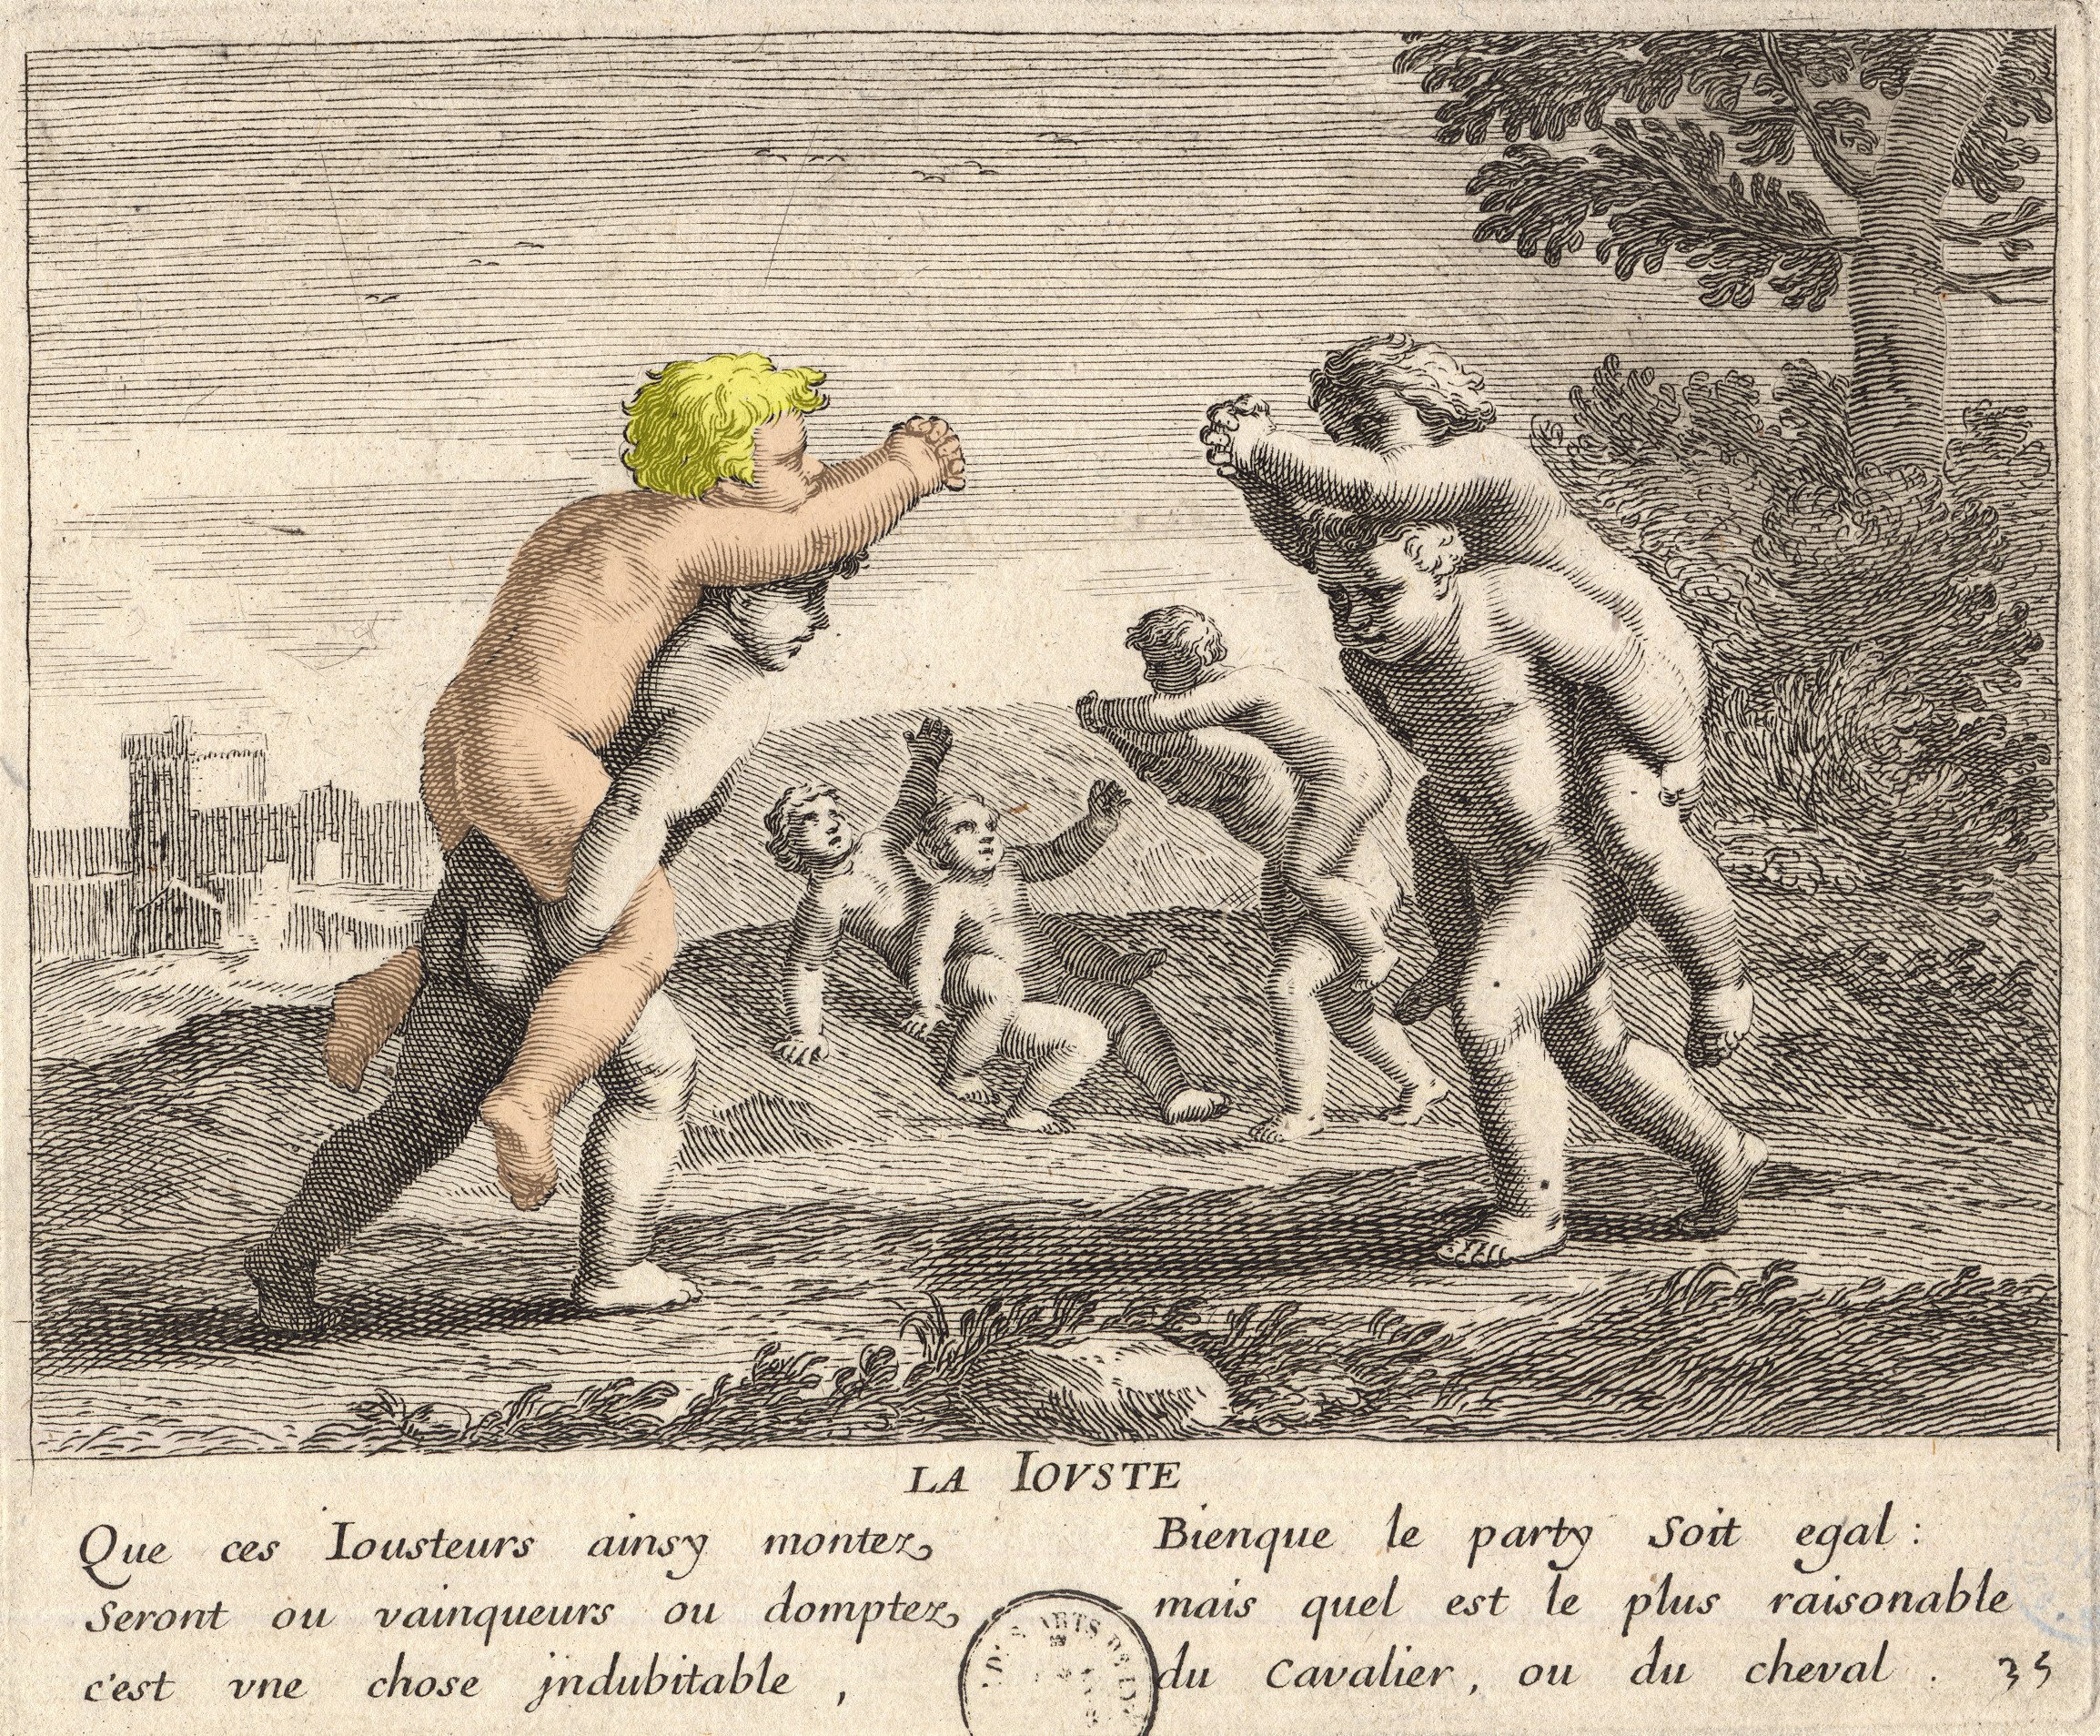 LA IOVSTE
Que ces Iousteurs ainsy montez
Seront ou vainqueurs ou domptez
c'est vne chose jndubitable ,
Bienque le party Soit egal :
mais quel est le plus raisonable
du Cavalier, ou du cheval .
35
ARTS